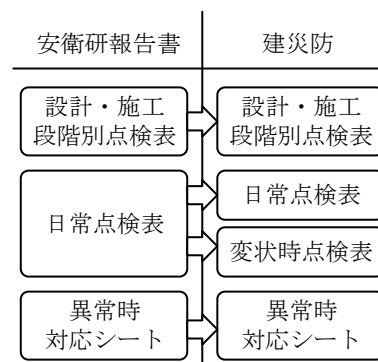 安衛研報告書
建災防
設計・施工
段階別点検表
設計・施工
段階別点検表
日常点検表
日常点検表
変状時点検表
異常時
対応シート
異常時
対応シート